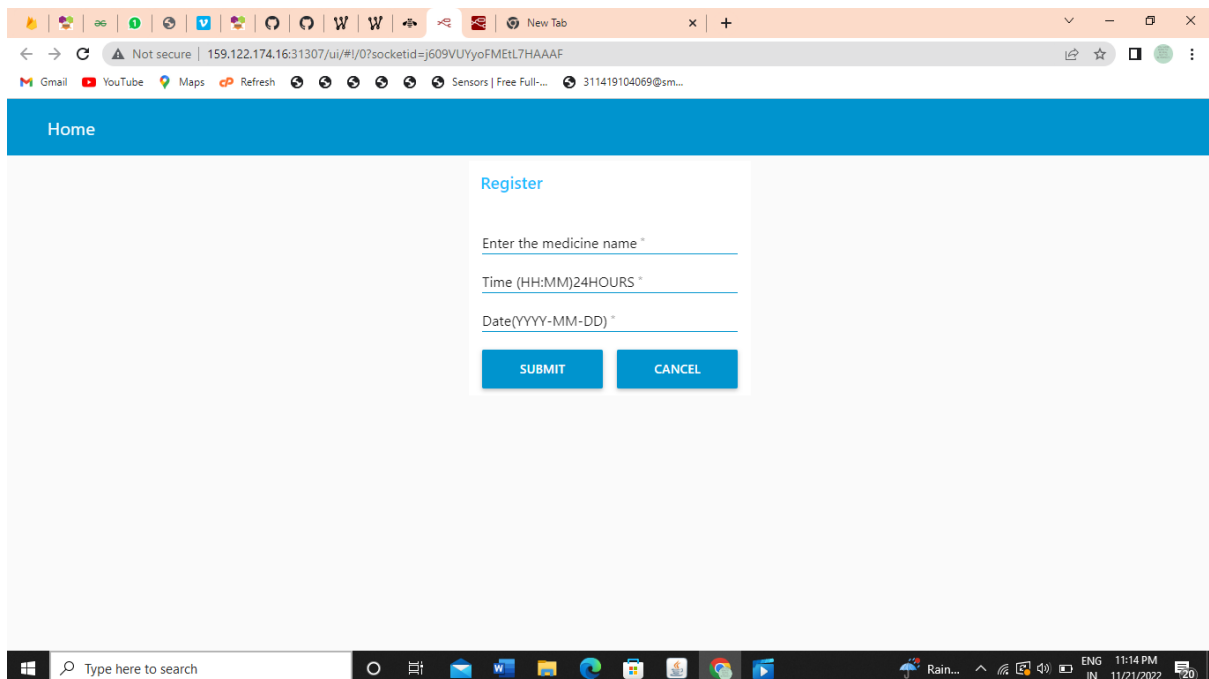 New Tab
Not secure | 159.122.174.16:31307/ui/#!/0?socketid=j609VUYyoFMEtL7HAAAF
Gmail YouTube Maps Refresh Sensors | Free Full-... 311419104069@sm...
Home
Register
Enter the medicine name *
Time (HH:MM)24HOURS *
Date(YYYY-MM-DD) *
SUBMIT CANCEL
Type here to search
Rain... ENG 11:14 PM
IN 11/21/2022 20